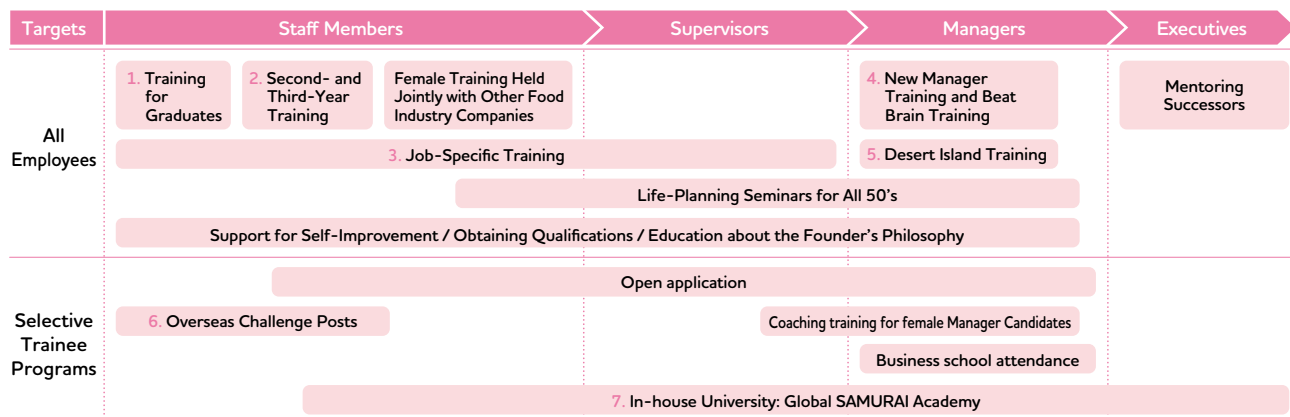 Targets
Staff Members
Supervisors
Managers
Executives
All
Employees
1. Training
for
Graduates
2. Second- and
Third-Year
Training
Female Training Held
Jointly with Other Food
Industry Companies
4. New Manager
Training and Beat
Brain Training
Mentoring
Successors
3. Job-Specific Training
5. Desert Island Training
Life-Planning Seminars for All 50's
Support for Self-Improvement / Obtaining Qualifications / Education about the Founder's Philosophy
Selective
Trainee
Programs
Open application
6. Overseas Challenge Posts
Coaching training for female Manager Candidates
Business school attendance
7. In-house University: Global SAMURAI Academy